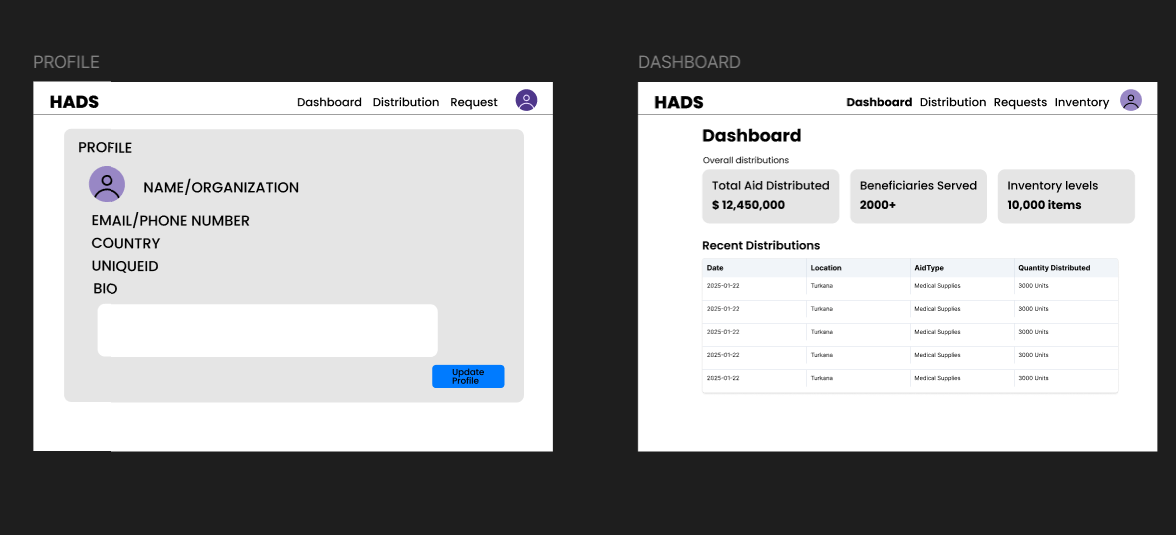 PROFILE
HADS
Dashboard Distribution Request
PROFILE
NAME/ORGANIZATION
EMAIL/PHONE NUMBER
COUNTRY
UNIQUEID
BIO
Update
Profile
DASHBOARD
HADS
Dashboard Distribution Requests Inventory
Dashboard
Overall distributions
Total Aid Distributed Beneficiaries Served Inventory levels
$ 12,450,000 2000+ 10,000 items
Recent Distributions
Date Location AidType Quantity Distributed
2025-01-22 Turkana Medical Supplies 3000 Units
2025-01-22 Turkana Medical Supplies 3000 Units
2025-01-22 Turkana Medical Supplies 3000 Units
2025-01-22 Turkana Medical Supplies 3000 Units
2025-01-22 Turkana Medical Supplies 3000 Units